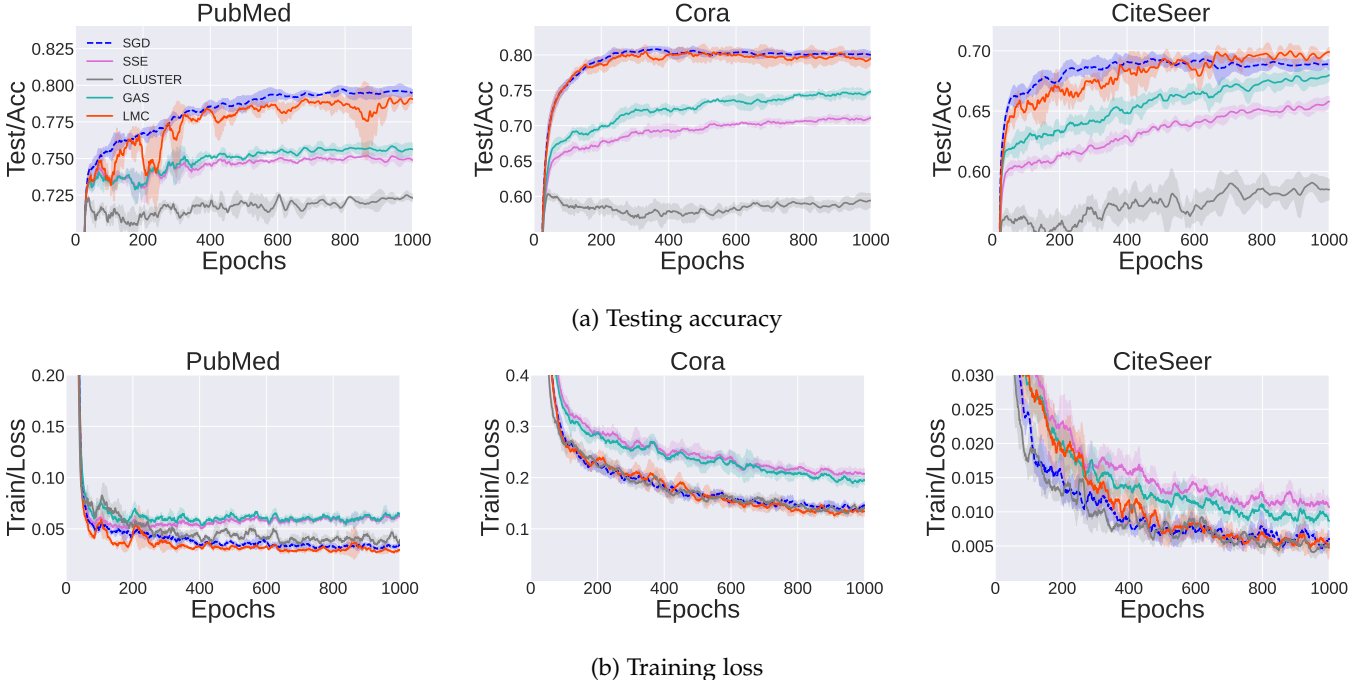 PubMed
Test/Acc
0.825
0.800
0.775
0.750
0.725
SGD
SSE
CLUSTER
GAS
LMC
0 200 400 600 800 1000
Epochs
Cora
Test/Acc
0.80
0.75
0.70
0.65
0.60
0 200 400 600 800 1000
Epochs
CiteSeer
Test/Acc
0.70
0.65
0.60
0 200 400 600 800 1000
Epochs
(a) Testing accuracy
PubMed
Train/Loss
0.20
0.15
0.10
0.05
0 200 400 600 800 1000
Epochs
Cora
Train/Loss
0.4
0.3
0.2
0.1
0 200 400 600 800 1000
Epochs
CiteSeer
Train/Loss
0.030
0.025
0.020
0.015
0.010
0.005
0 200 400 600 800 1000
Epochs
(b) Training loss